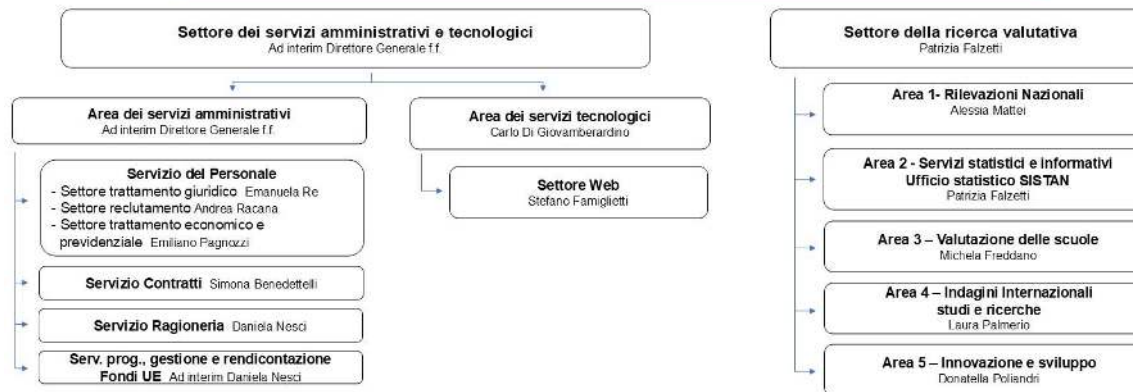 Settore dei servizi amministrativi e tecnologici
Ad interim Direttore Generale f.f.
Area dei servizi amministrativi
Ad interim Direttore Generale f.f.
Servizio del Personale
- Settore trattamento giuridico Emanuela Re
- Settore reclutamento Andrea Racana
- Settore trattamento economico e
previdenziale Emiliano Pagnozzi
Servizio Contratti Simona Benedettelli
Servizio Ragioneria Daniela Nesci
Serv. prog., gestione e rendicontazione
Fondi UE Ad interim Daniela Nesci
Area dei servizi tecnologici
Carlo Di Giovamberardino
Settore Web
Stefano Famiglietti
Settore della ricerca valutativa
Patrizia Falzetti
Area 1- Rilevazioni Nazionali
Alessia Mattei
Area 2 - Servizi statistici e informativi
Ufficio statistico SISTAN
Patrizia Falzetti
Area 3 – Valutazione delle scuole
Michela Freddano
Area 4 – Indagini Internazionali
studi e ricerche
Laura Palmerio
Area 5 – Innovazione e sviluppo
Donatella Poliandri